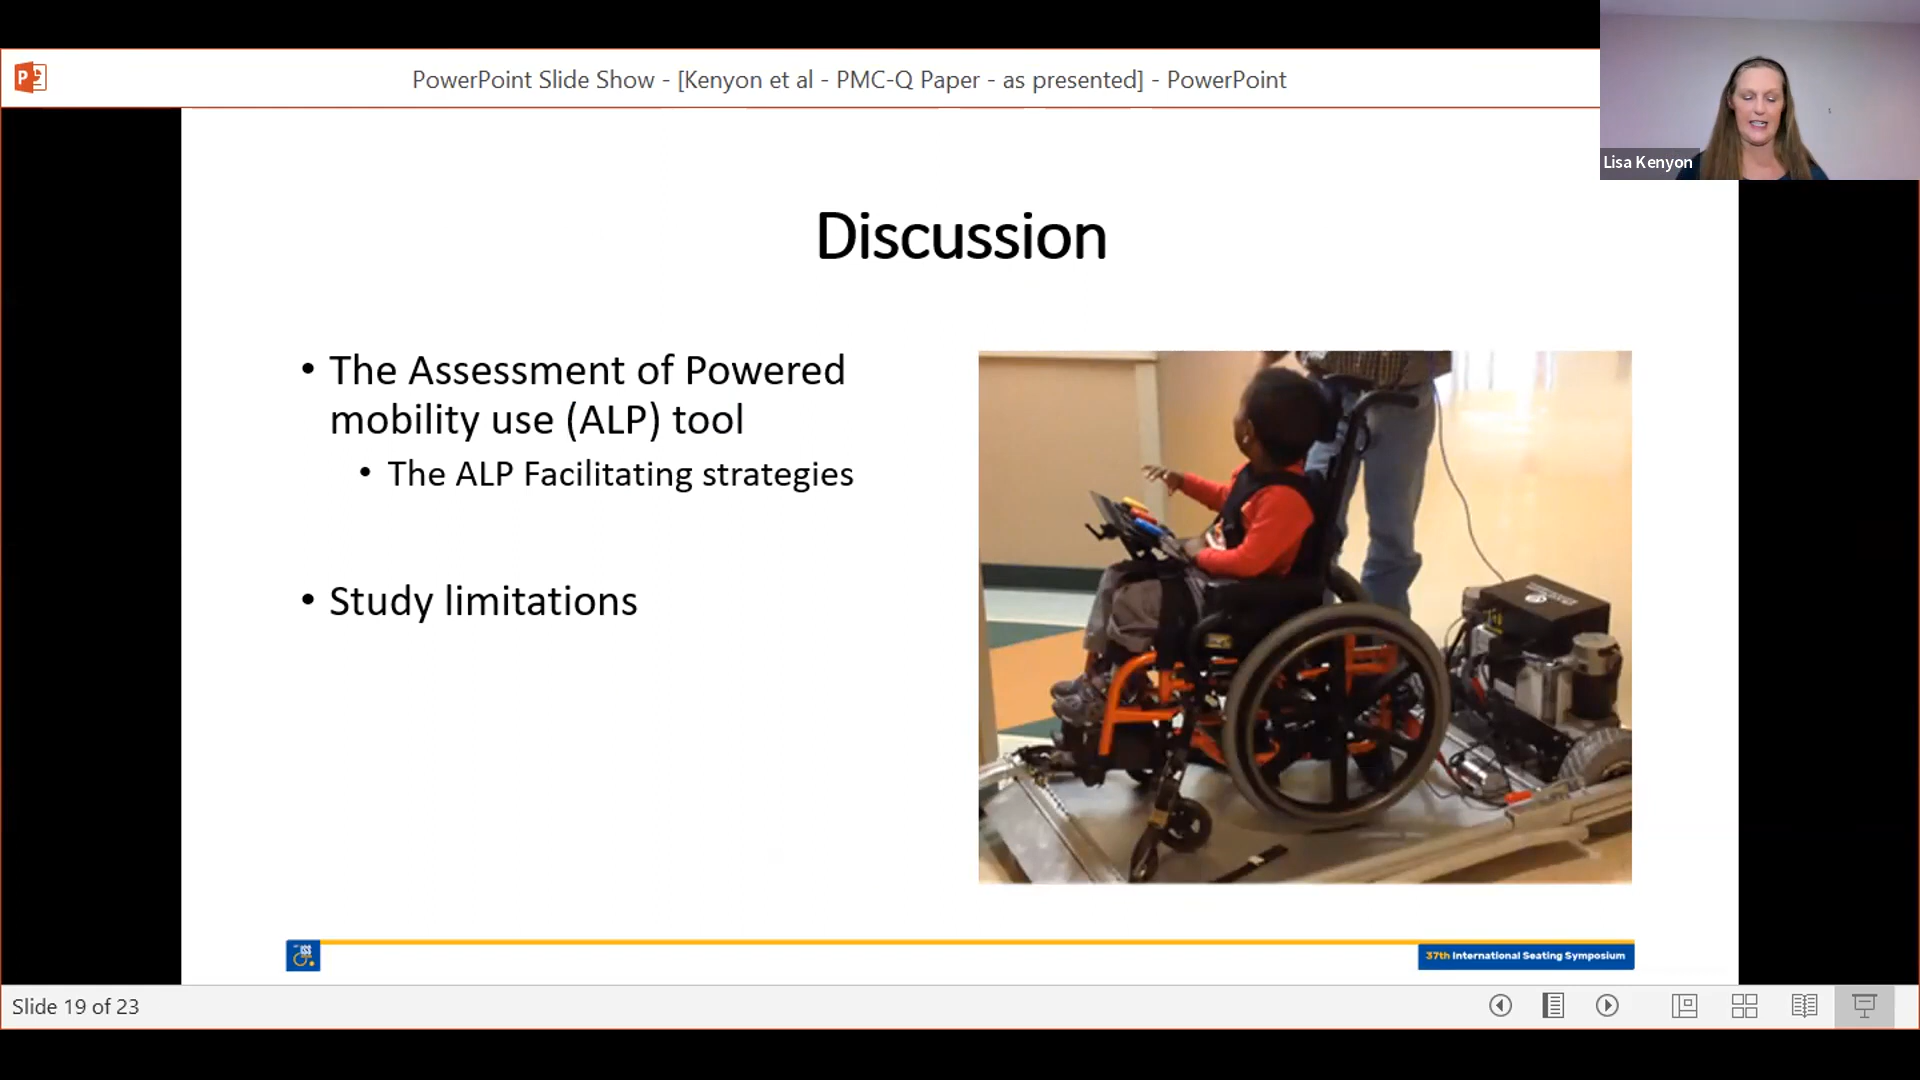 PowerPoint Slide Show - [Kenyon et al - PMC-Q Paper - as presented] - PowerPoint
Lisa Kenyon
Discussion
• The Assessment of Powered
mobility use (ALP) tool
• The ALP Facilitating strategies
• Study limitations
ISS
37th International Seating Symposium
Slide 19 of 23